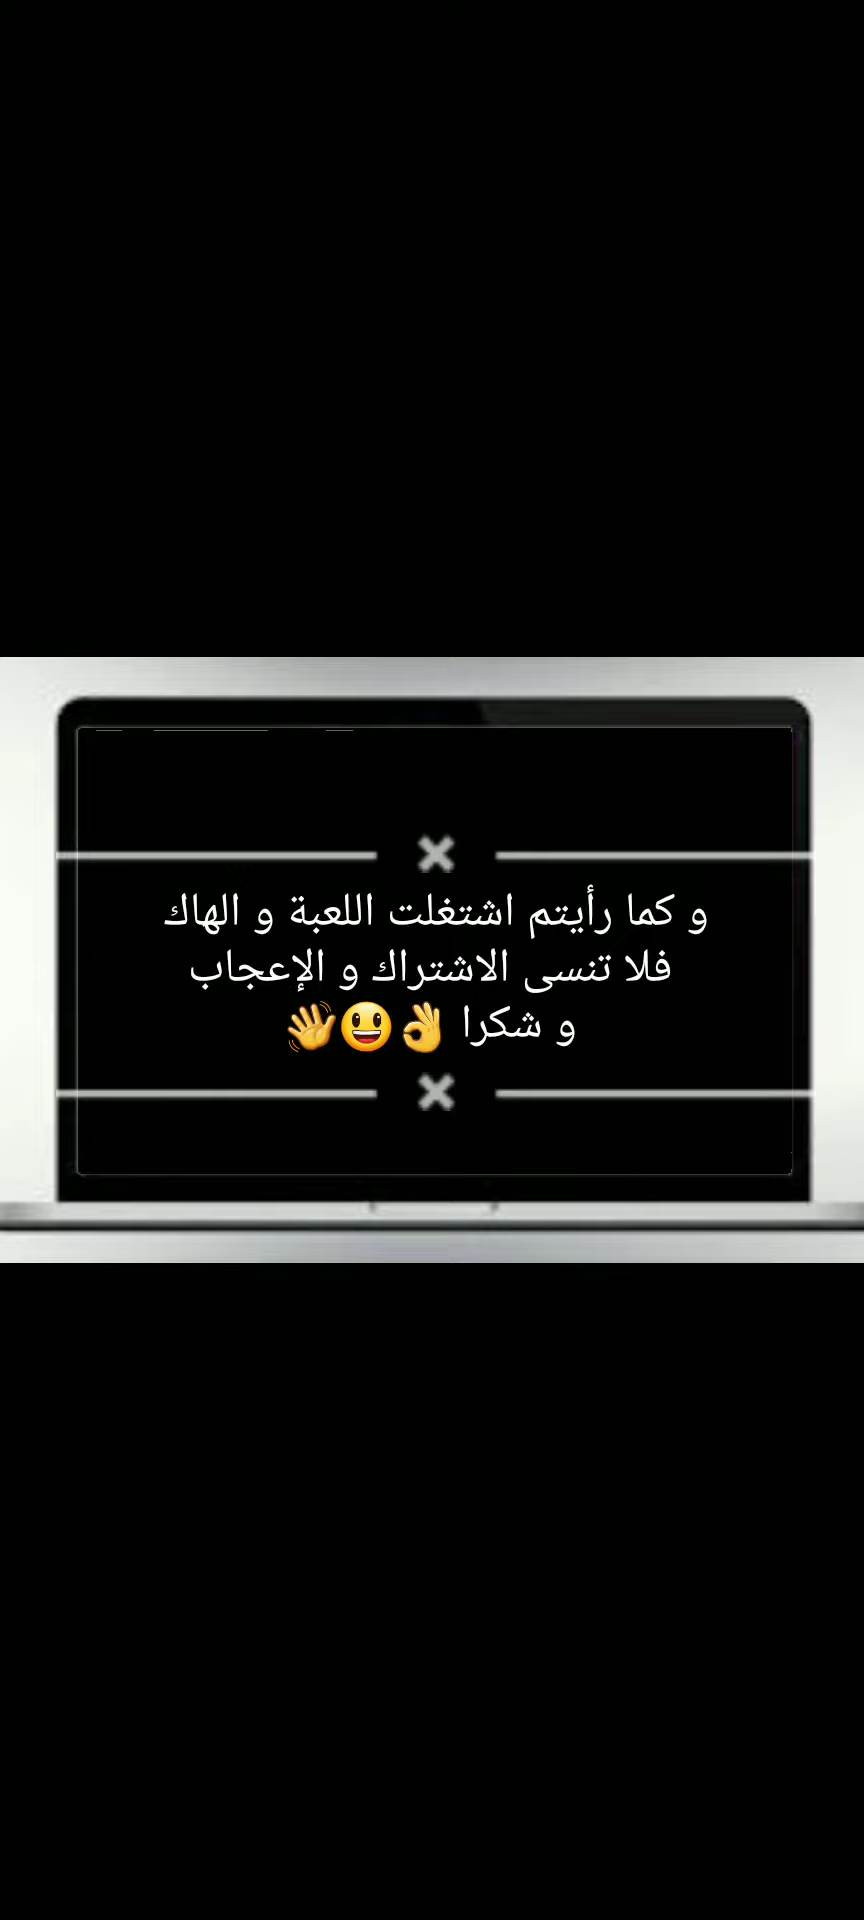 و كما رأيتم اشتغلت اللعبة و الهاك
فلا تنسى الاشتراك و الإعجاب
و شكرا 👌😃👋